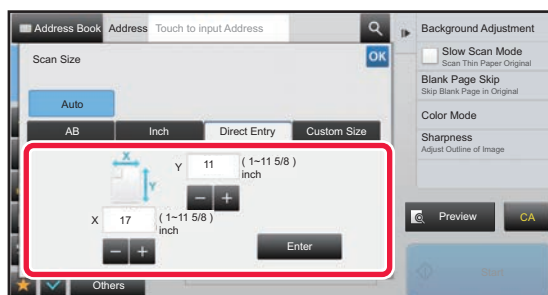 Address Book Address Touch to input Address
Scan Size
OK
Auto
AB Inch Direct Entry Custom Size
X
Y
Y 11 ( 1~11 5/8 )
inch
- +
X 17 ( 1~11 5/8 )
inch
- +
Enter
Others
Background Adjustment
Slow Scan Mode
Scan Thin Paper Original
Blank Page Skip
Skip Blank Page in Original
Color Mode
Sharpness
Adjust Outline of Image
Preview
CA
Start